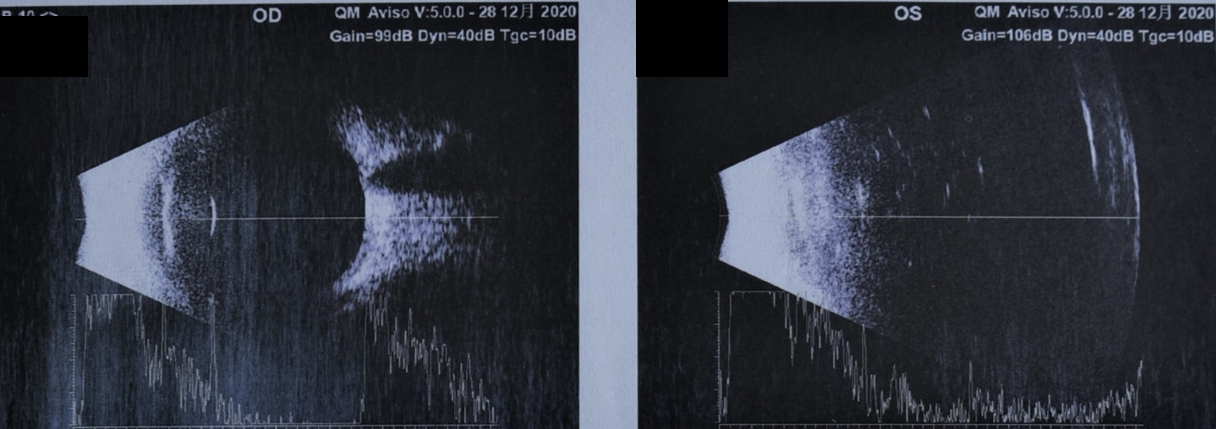 OD
QM Aviso V:5.0.0 - 28 12月 2020
Gain=99dB Dyn=40dB Tgc=10dB
OS
QM Aviso V:5.0.0 - 28 12月 2020
Gain=106dB Dyn=40dB Tgc=10dB